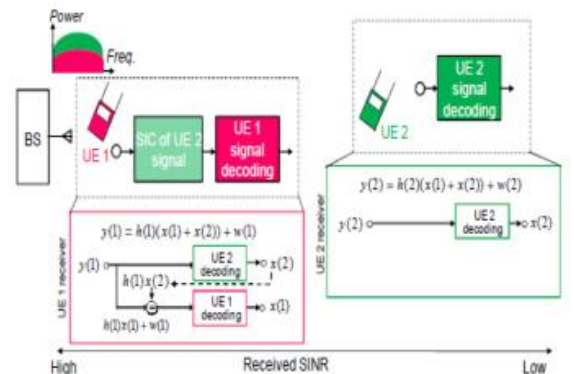 Power
Freq.
BS
UE 1
SIC of UE 2
signal
UE 1
signal
decoding
UE 2
UE 2
signal
decoding
UE 1 receiver
y(1) = h(1)(x(1) + x(2)) + w(1)
y(1)
UE 2
decoding
x(2)
h(1)x(2)
UE 1
decoding
x(1)
h(1)x(1) + w(1)
UE 2 receiver
y(2) = h(2)(x(1) + x(2)) + w(2)
y(2)
UE 2
decoding
x(2)
High
Received SINR
Low